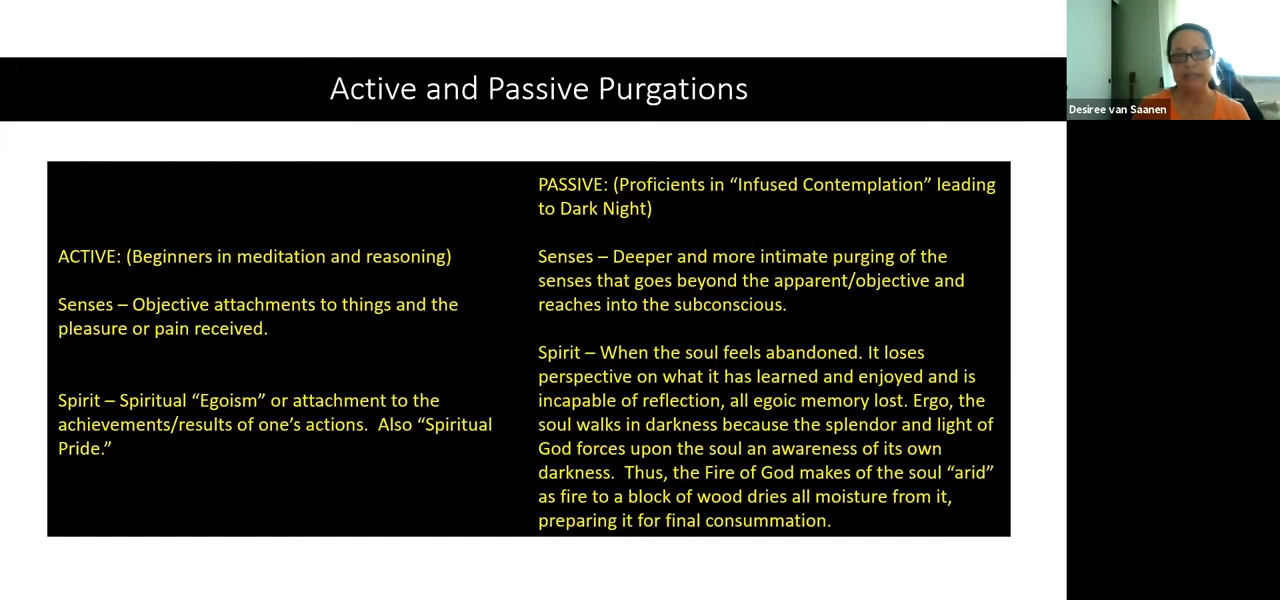 Active and Passive Purgations
Desiree van Saanen
ACTIVE: (Beginners in meditation and reasoning)
Senses – Objective attachments to things and the
pleasure or pain received.
Spirit – Spiritual “Egoism” or attachment to the
achievements/results of one’s actions.  Also “Spiritual
Pride.”
PASSIVE: (Proficients in “Infused Contemplation” leading
to Dark Night)
Senses – Deeper and more intimate purging of the
senses that goes beyond the apparent/objective and
reaches into the subconscious.
Spirit – When the soul feels abandoned. It loses
perspective on what it has learned and enjoyed and is
incapable of reflection, all egoic memory lost. Ergo, the
soul walks in darkness because the splendor and light of
God forces upon the soul an awareness of its own
darkness.  Thus, the Fire of God makes of the soul “arid”
as fire to a block of wood dries all moisture from it,
preparing it for final consummation.